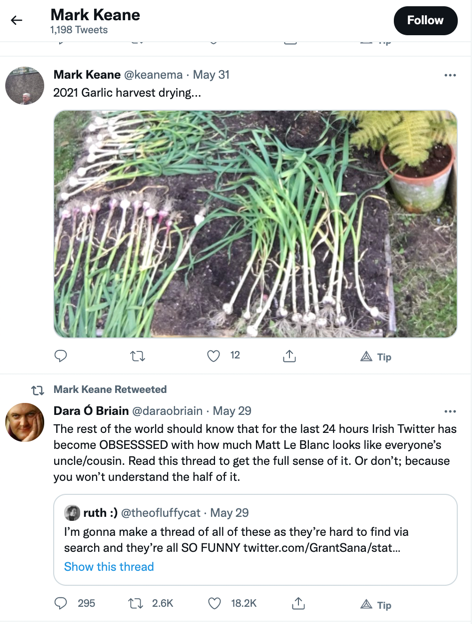 Mark Keane
1,198 Tweets
Follow
Tip
Mark Keane @keanema · May 31
2021 Garlic harvest drying...
12
Tip
Mark Keane Retweeted
Dara Ó Briain @daraobriain · May 29
The rest of the world should know that for the last 24 hours Irish Twitter has
become OBSESSSED with how much Matt Le Blanc looks like everyone's
uncle/cousin. Read this thread to get the full sense of it. Or don't; because
you won't understand the half of it.
ruth :) @theofluffycat · May 29
I'm gonna make a thread of all of these as they're hard to find via
search and they're all SO FUNNY twitter.com/GrantSana/stat...
Show this thread
295 2.6K 18.2K Tip